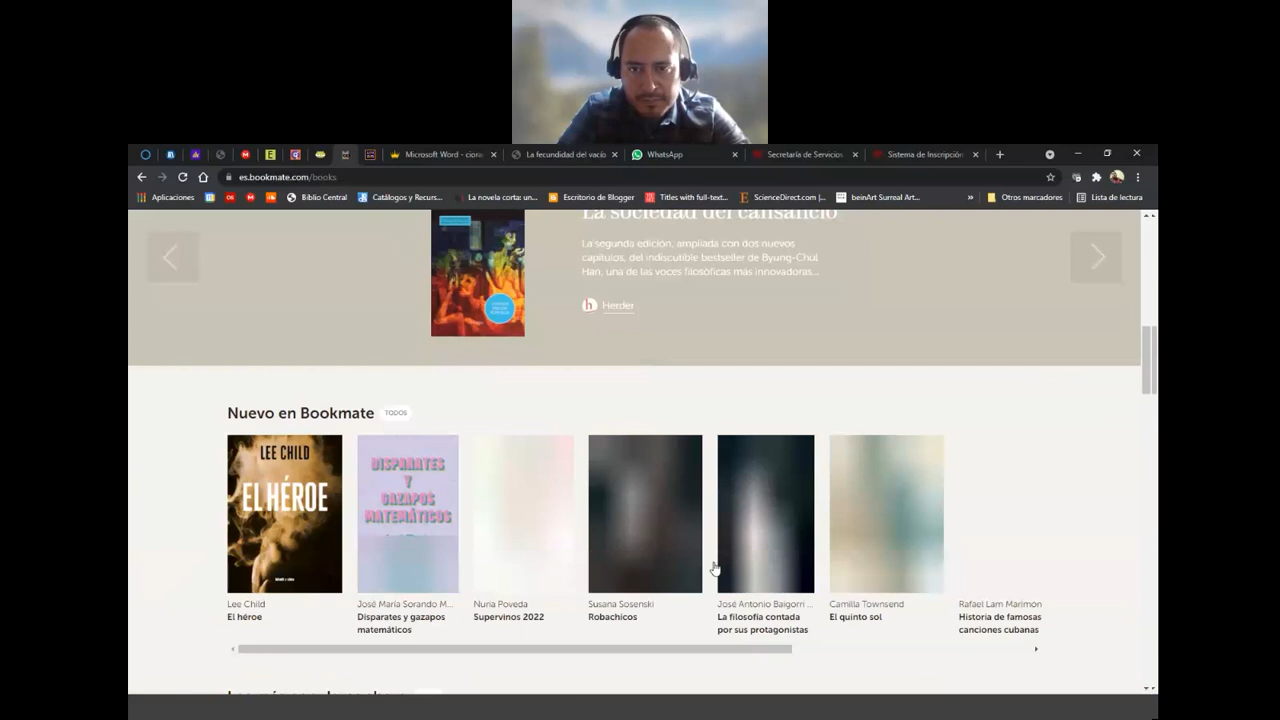 Microsoft Word - ciona
La fecundidad del vacío
WhatsApp
Secretaría de Servicios
Sistema de Inscripción
es.bookmate.com/books
Aplicaciones
Biblio Central
Catálogos y Recurs...
La novela corta: un...
Escritorio de Blogger
Titles with full-text...
ScienceDirect.com |...
beinArt Surreal Art...
»
Otros marcadores
Lista de lectura
La sociedad del cansancio
La segunda edición, ampliada con dos nuevos
capítulos, del indiscutible bestseller de Byung-Chul
Han, una de las voces filosóficas más innovadoras...
h Herder
Nuevo en Bookmate TODOS
LEE CHILD
EL HÉROE
DISPARATES
Y
GAZAPOS
MATEMÁTICOS
Lee Child
El héroe
José María Sorando M...
Disparates y gazapos
matemáticos
Nuria Poveda
Supervinos 2022
Susana Sosenski
Robachicos
José Antonio Baigorri ...
La filosofía contada
por sus protagonistas
Camilla Townsend
El quinto sol
Rafael Lam Marimón
Historia de famosas
canciones cubanas